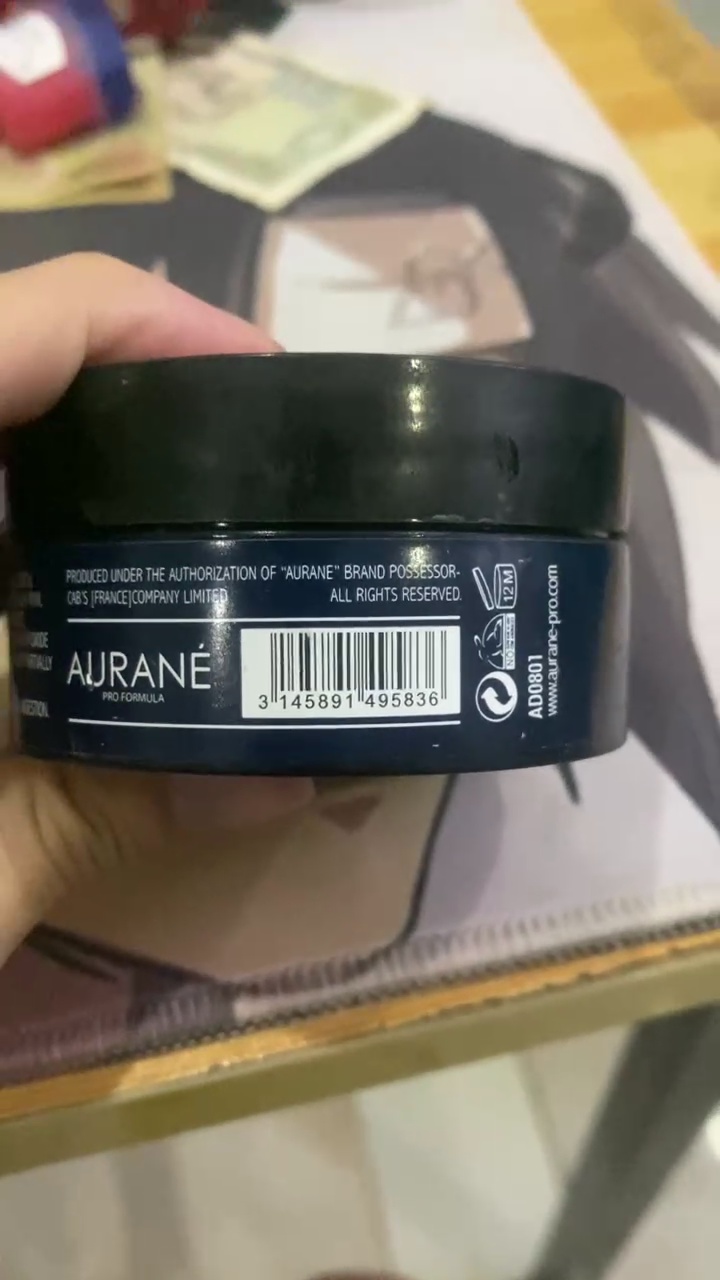 PRODUCED UNDER THE AUTHORIZATION OF "AURANE" BRAND POSSESSOR-
CAB'S [FRANCE]COMPANY LIMITED ALL RIGHTS RESERVED.
AURANÉ
PRO FORMULA
3 145891 495836
12 M
AD0801
www.aurane-pro.com